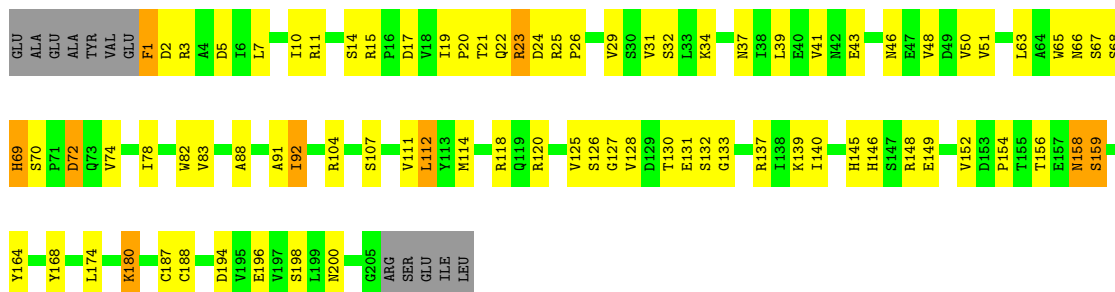 GLU ALA GLU ALA TYR VAL GLU F1 D2 R3 A4 D5 I6 L7 I10 R11 S14 R15 P16 D17 V18 I19 P20 T21 Q22 R23 D24 R25 P26 V29 S30 V31 S32 L33 K34 N37 I38 L39 E40 V41 N42 E43 N46 E47 V48 D49 V50 V51 L63 A64 W65 N66 S67
H69 S70 P71 D72 Q73 V74 I78 W82 V83 A88 A91 I92 R104 S107 V111 L112 Y113 M114 R118 Q119 R120 V125 S126 G127 V128 D129 T130 E131 S132 G133 R137 I138 K139 I140 H145 H146 S147 R148 E149 V152 D153 P154 T155 T156 E157 N158 S159
Y164 Y168 L174 K180 C187 C188 D194 V195 E196 V197 S198 L199 N200 G205 ARG SER GLU ILE LEU